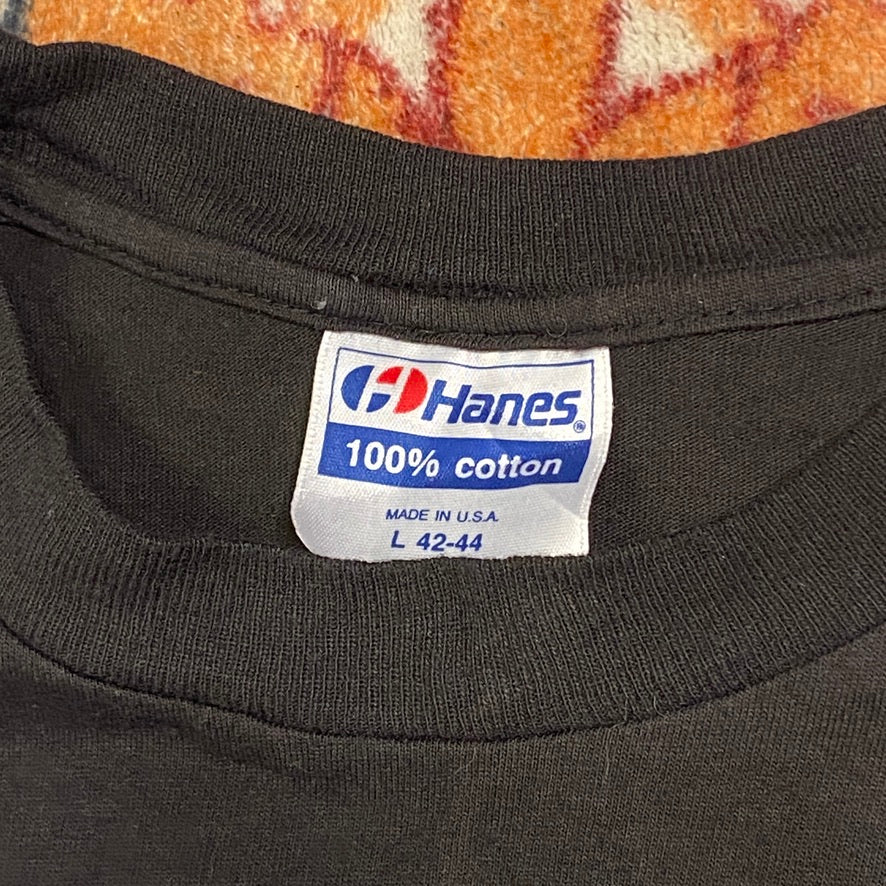 Hanes®
100% cotton
MADE IN U.S.A.
L 42-44